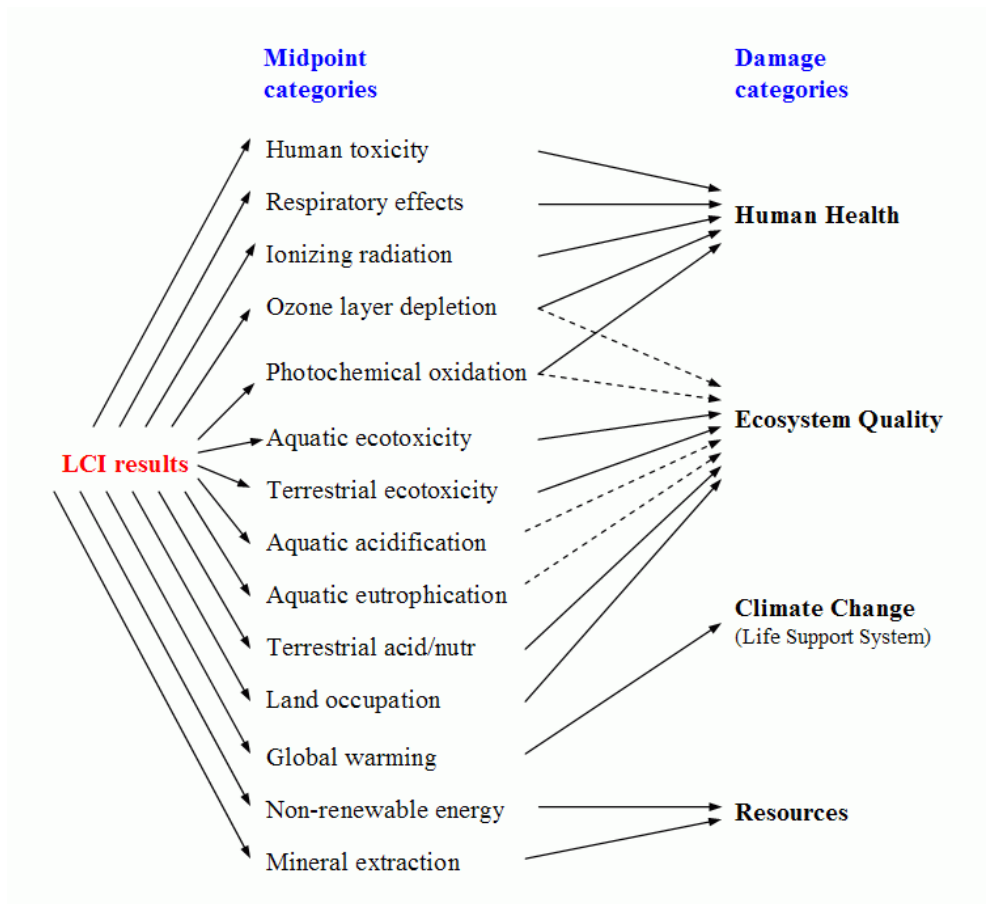 Midpoint
categories
Damage
categories
Human toxicity
Respiratory effects
Human Health
Ionizing radiation
Ozone layer depletion
Photochemical oxidation
Ecosystem Quality
Aquatic ecotoxicity
LCI results
Terrestrial ecotoxicity
Aquatic acidification
Aquatic eutrophication
Climate Change
(Life Support System)
Terrestrial acid/nutr
Land occupation
Global warming
Non-renewable energy
Resources
Mineral extraction